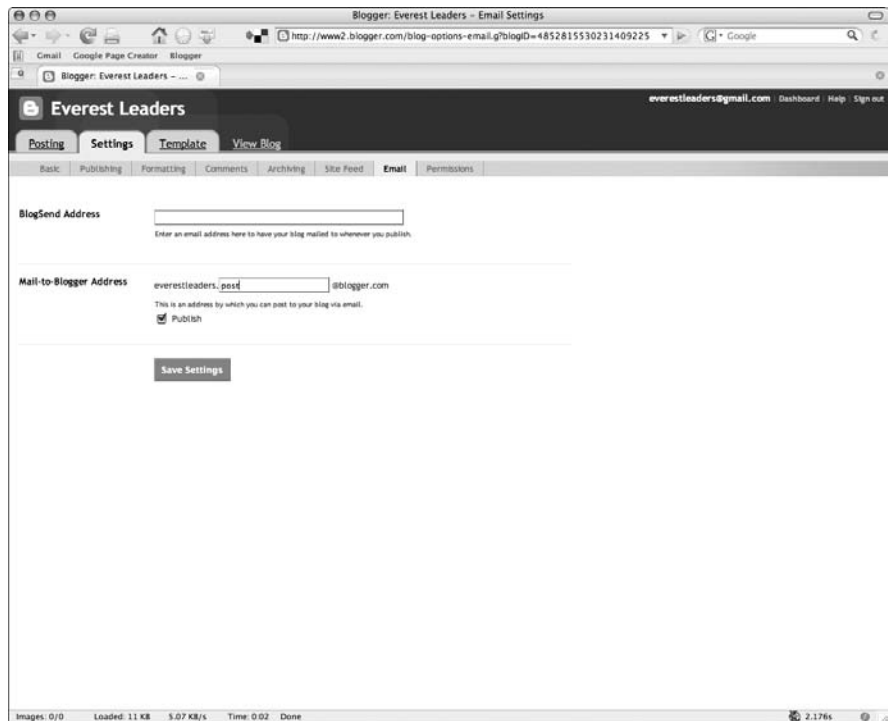 Blogger: Everest Leaders – Email Settings
http://www2.blogger.com/blog-options-email.g?blogID=4852815530231409225
G Google
Gmail Google Page Creator Blogger
Blogger: Everest Leaders – ...
Everest Leaders
everestleaders@gmail.com | Dashboard | Help | Sign out
Posting Settings Template View Blog
Basic Publishing Formatting Comments Archiving Site Feed Email Permissions
BlogSend Address
Enter an email address here to have your blog mailed to whenever you publish.
Mail-to-Blogger Address everestleaders. post @blogger.com
This is an address by which you can post to your blog via email.
Publish
Save Settings
Images: 0/0 Loaded: 11 KB 5.07 KB/s Time: 0:02 Done 2.176s